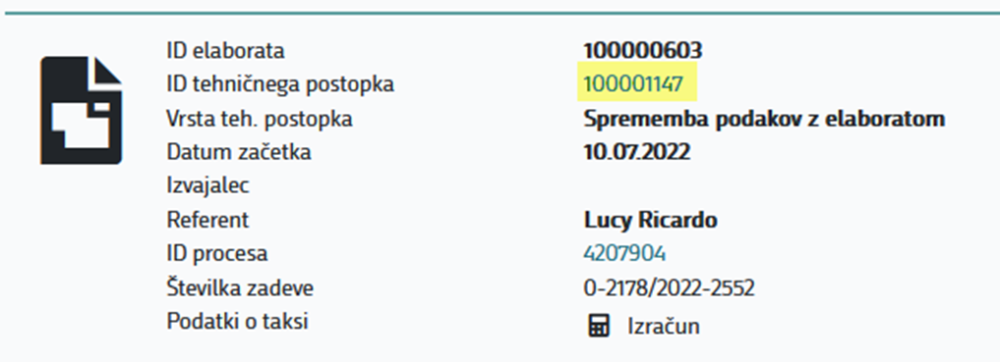 ID elaborata 100000603
ID tehničnega postopka 100001147
Vrsta teh. postopka Sprememba podakov z elaboratom
Datum začetka 10.07.2022
Izvajalec
Referent Lucy Ricardo
ID procesa 4207904
Številka zadeve 0-2178/2022-2552
Podatki o taksi Izračun